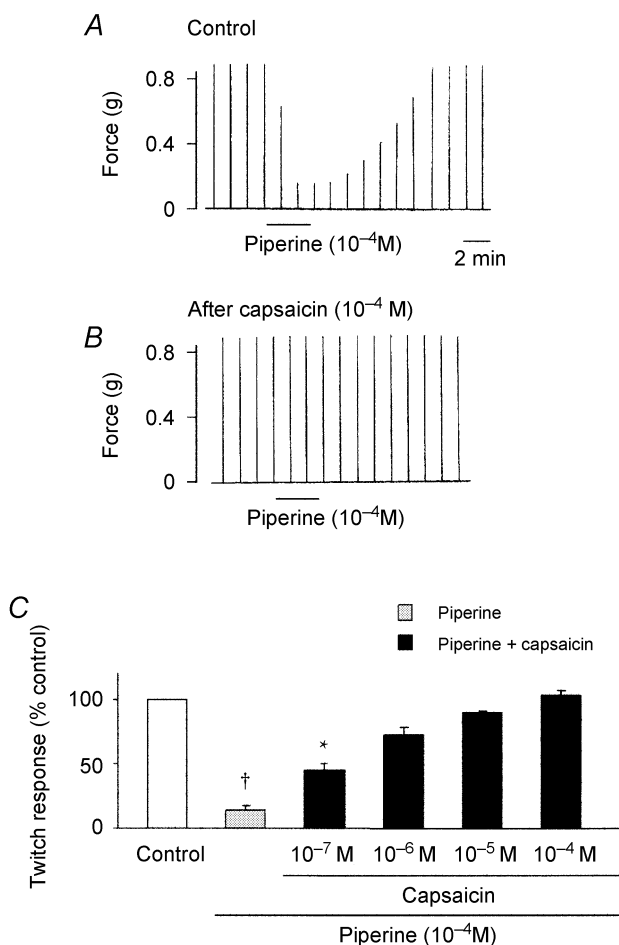 A
Control
0.8
0.4
0
Force (g)
Piperine (10⁻⁴M)
2 min
After capsaicin (10⁻⁴ M)
B
0.8
0.4
0
Force (g)
Piperine (10⁻⁴M)
C
Piperine
Piperine + capsaicin
Twitch response (% control)
100
50
0
†
*
Control
10⁻⁷ M 10⁻⁶ M 10⁻⁵ M 10⁻⁴ M
Capsaicin
Piperine (10⁻⁴M)